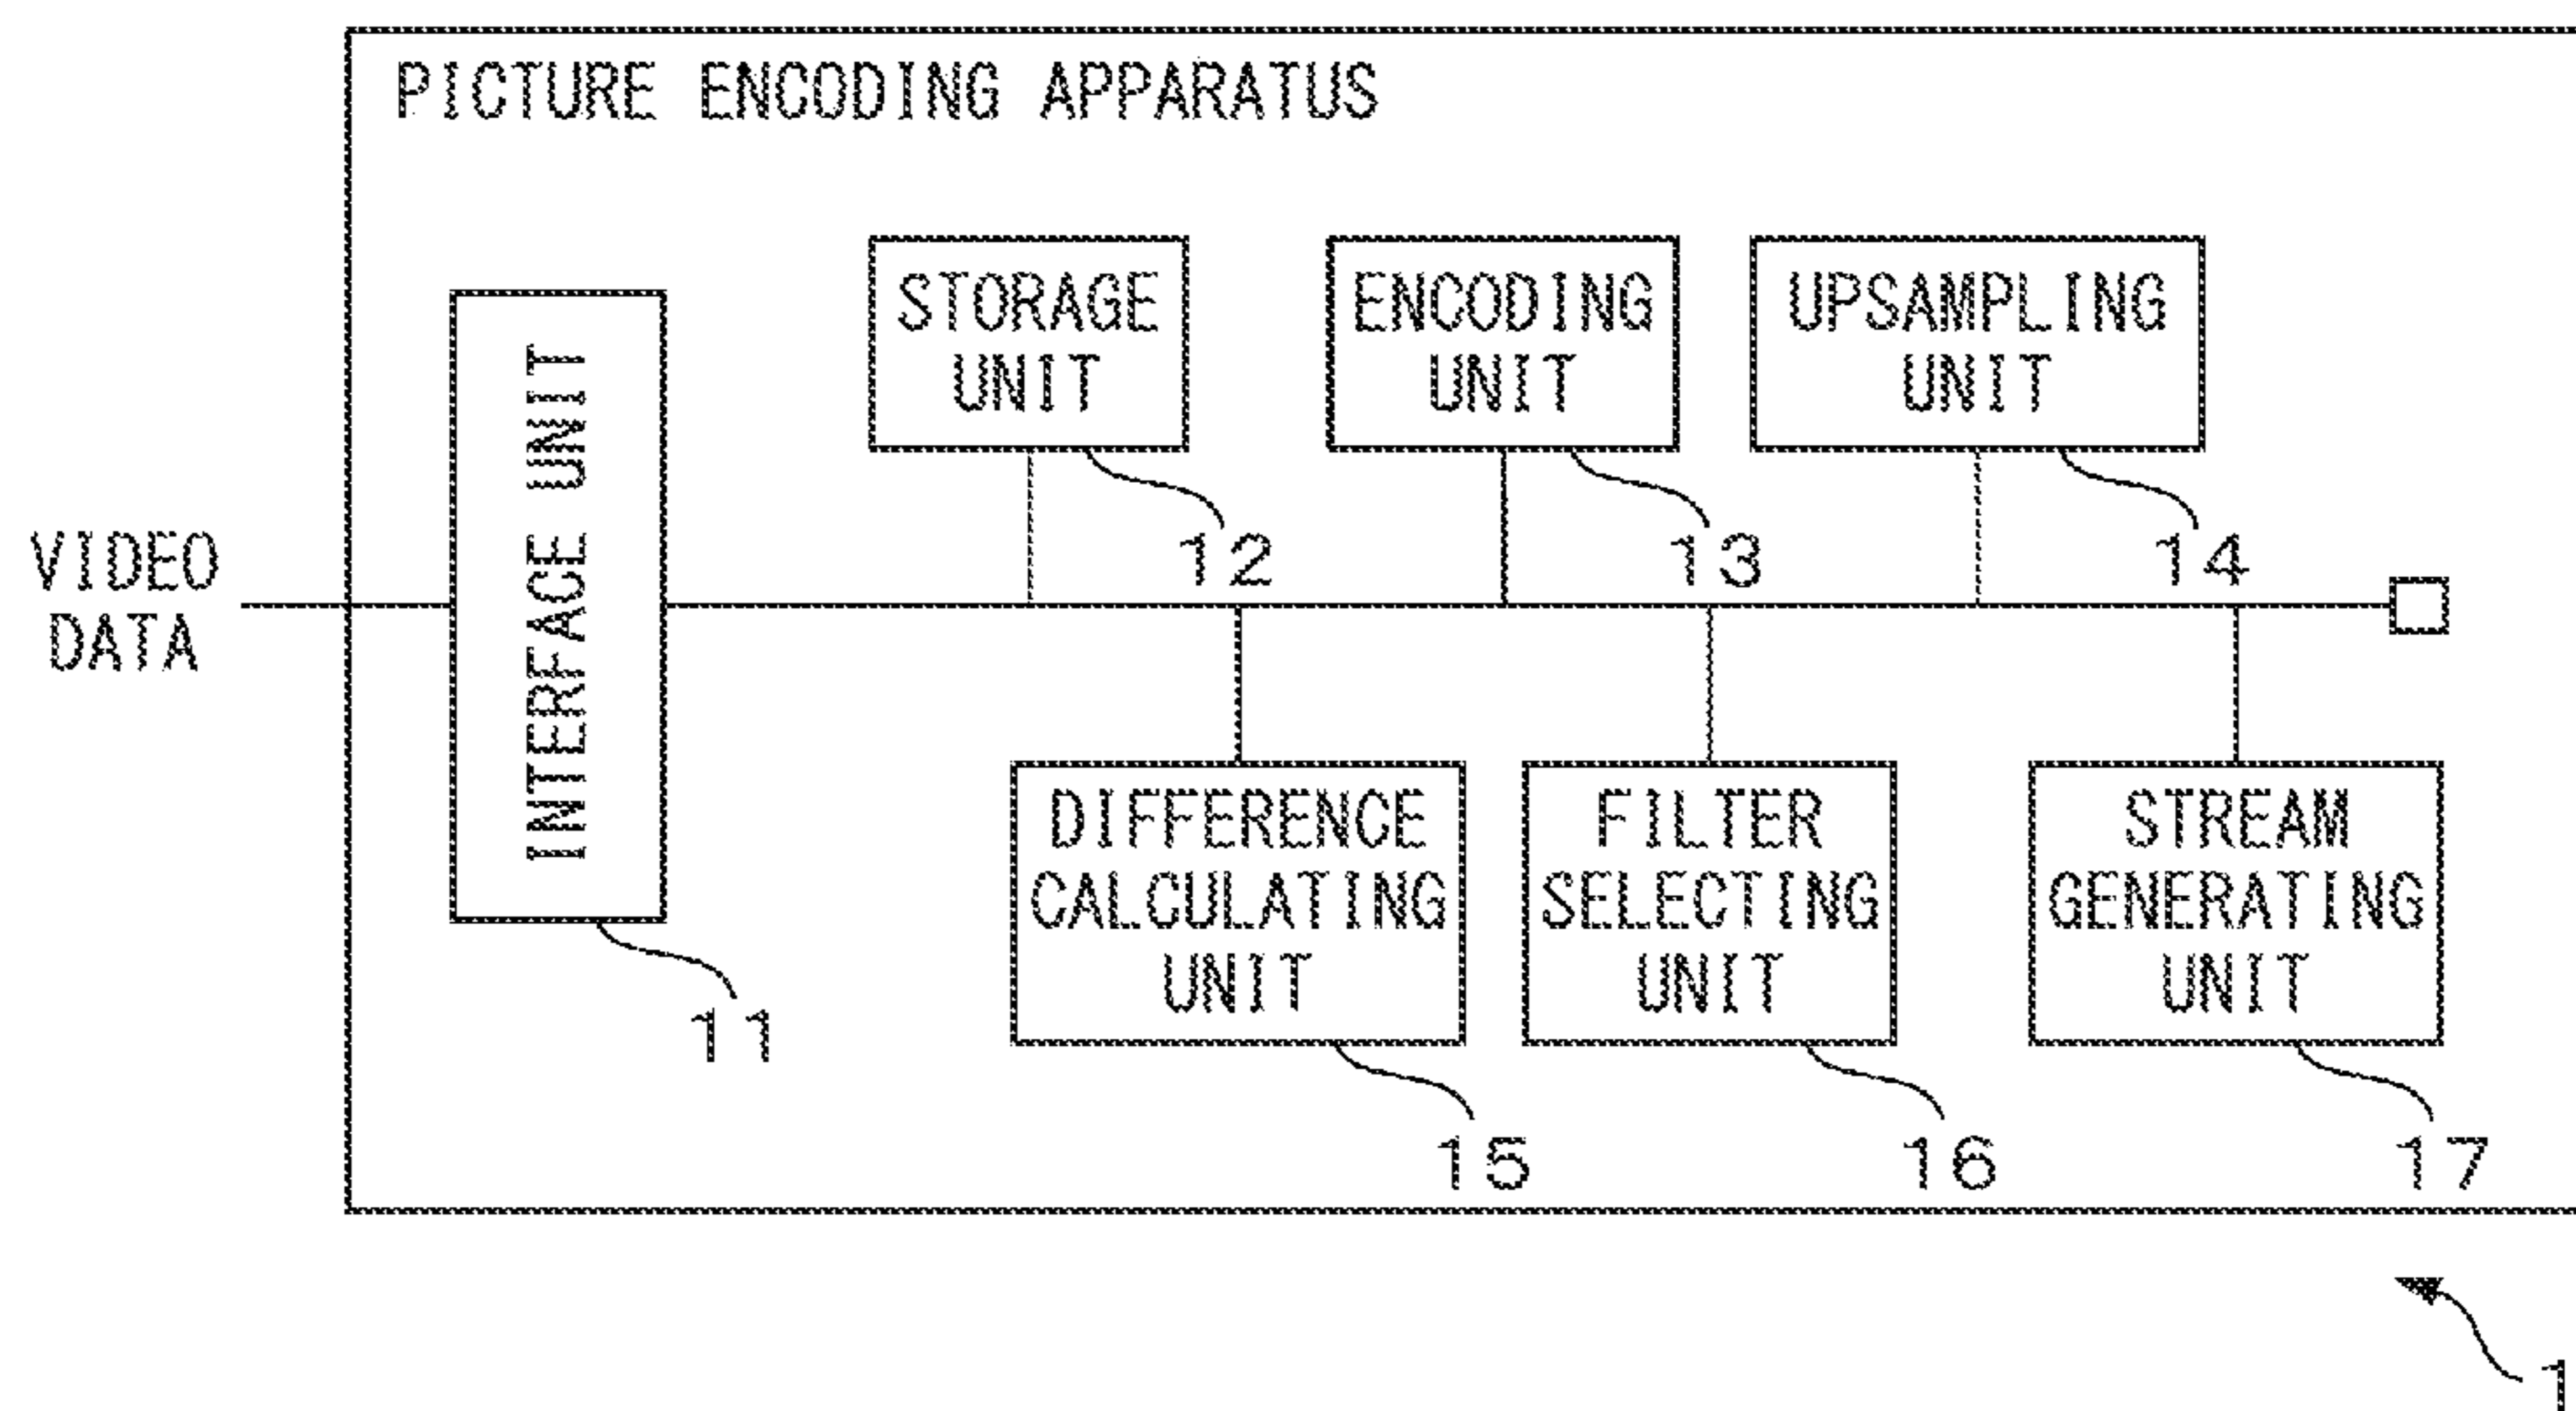 PICTURE ENCODING APPARATUS
STORAGE
UNIT
ENCODING
UNIT
UPSAMPLING
UNIT
12
13
14
VIDEO
DATA
INTERFACE UNIT
11
DIFFERENCE
CALCULATING
UNIT
FILTER
SELECTING
UNIT
STREAM
GENERATING
UNIT
15
16
17
1